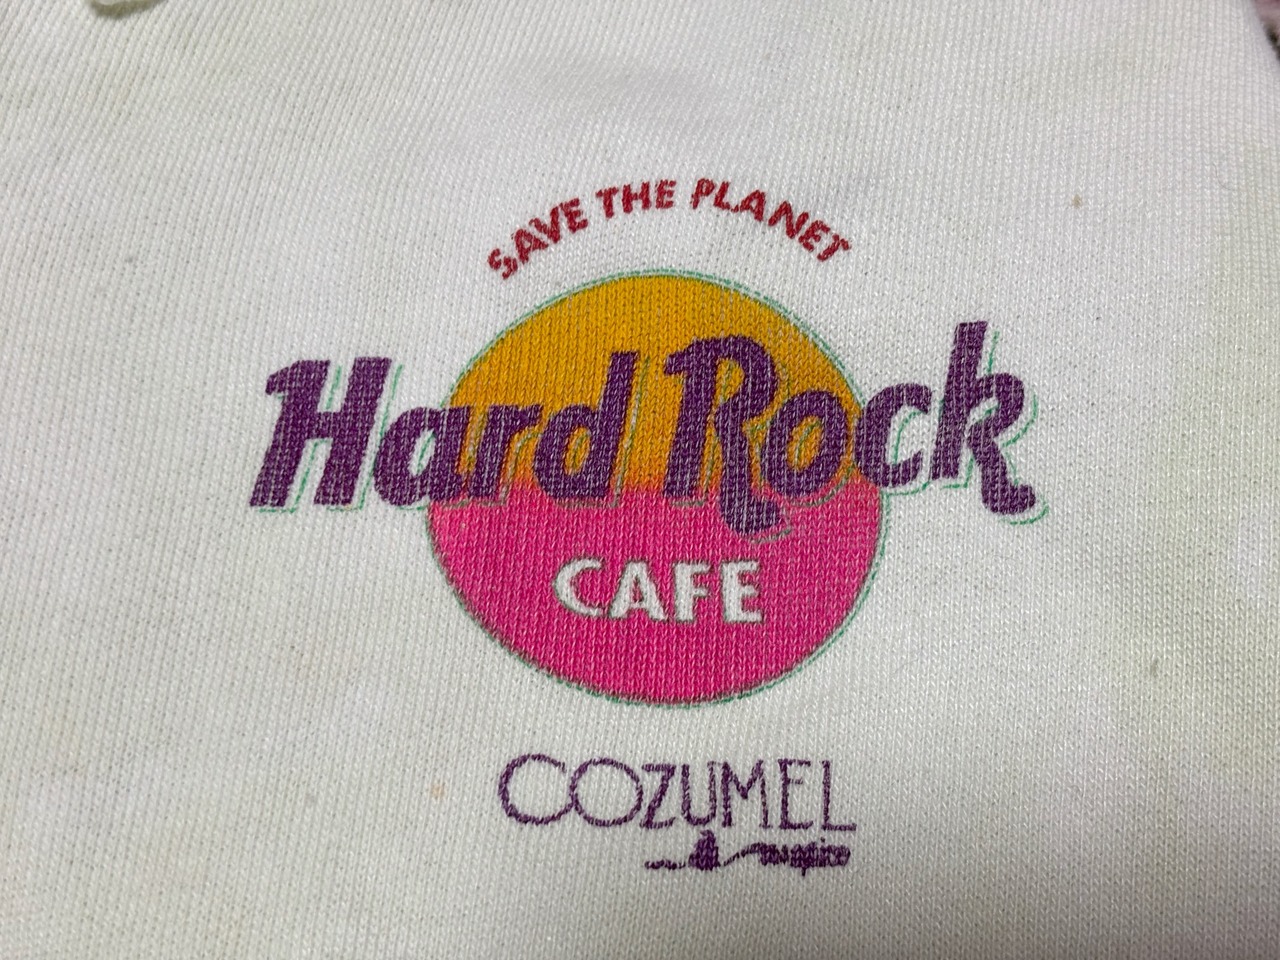 SAVE THE PLANET
Hard Rock
CAFE
COZUMEL